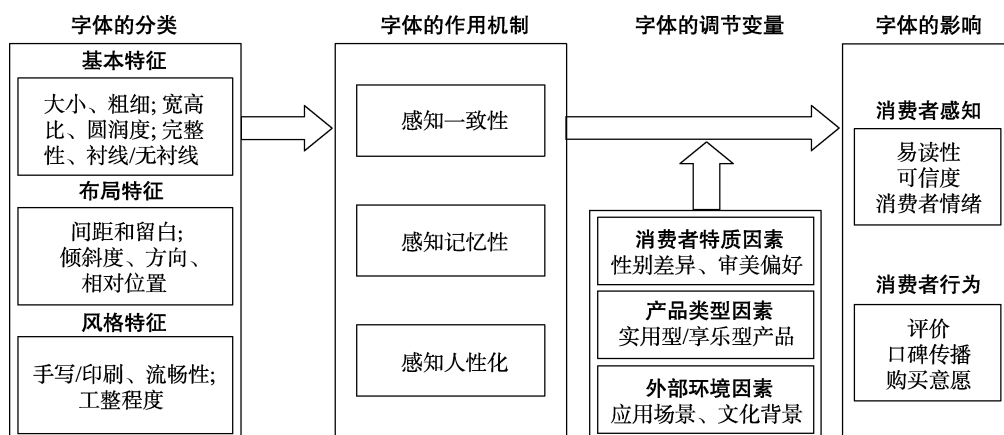 字体的分类
基本特征
大小、粗细; 宽高
比、圆润度; 完整
性、衬线/无衬线
布局特征
间距和留白;
倾斜度、方向、
相对位置
风格特征
手写/印刷、流畅性;
工整程度
字体的作用机制
感知一致性
感知记忆性
感知人性化
字体的调节变量
消费者特质因素
性别差异、审美偏好
产品类型因素
实用型/享乐型产品
外部环境因素
应用场景、文化背景
字体的影响
消费者感知
易读性
可信度
消费者情绪
消费者行为
评价
口碑传播
购买意愿